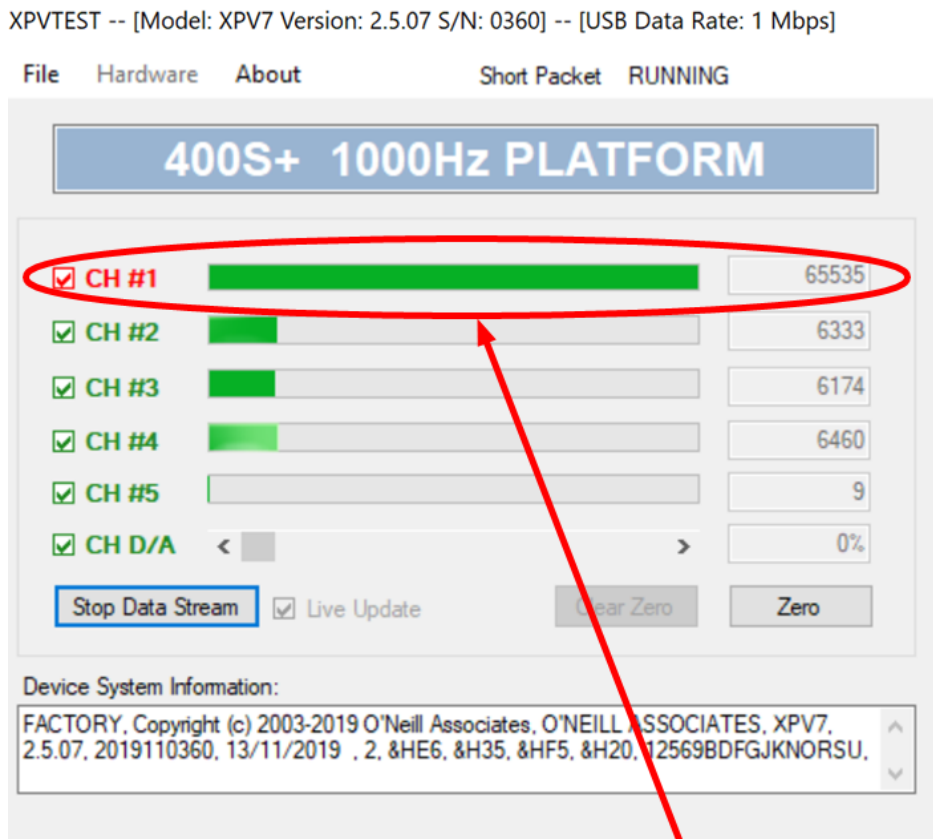 XPVTEST -- [Model: XPV7 Version: 2.5.07 S/N: 0360] -- [USB Data Rate: 1 Mbps]
File Hardware About Short Packet RUNNING
400S+ 1000Hz PLATFORM
CH #1 65535
CH #2 6333
CH #3 6174
CH #4 6460
CH #5 9
CH D/A < > 0%
Stop Data Stream Live Update Clear Zero Zero
Device System Information:
FACTORY, Copyright (c) 2003-2019 O'Neill Associates, O'NEILL ASSOCIATES, XPV7,
2.5.07, 2019110360, 13/11/2019 , 2, &HE6, &H35, &HF5, &H20, 12569BDFGJKNORSU,